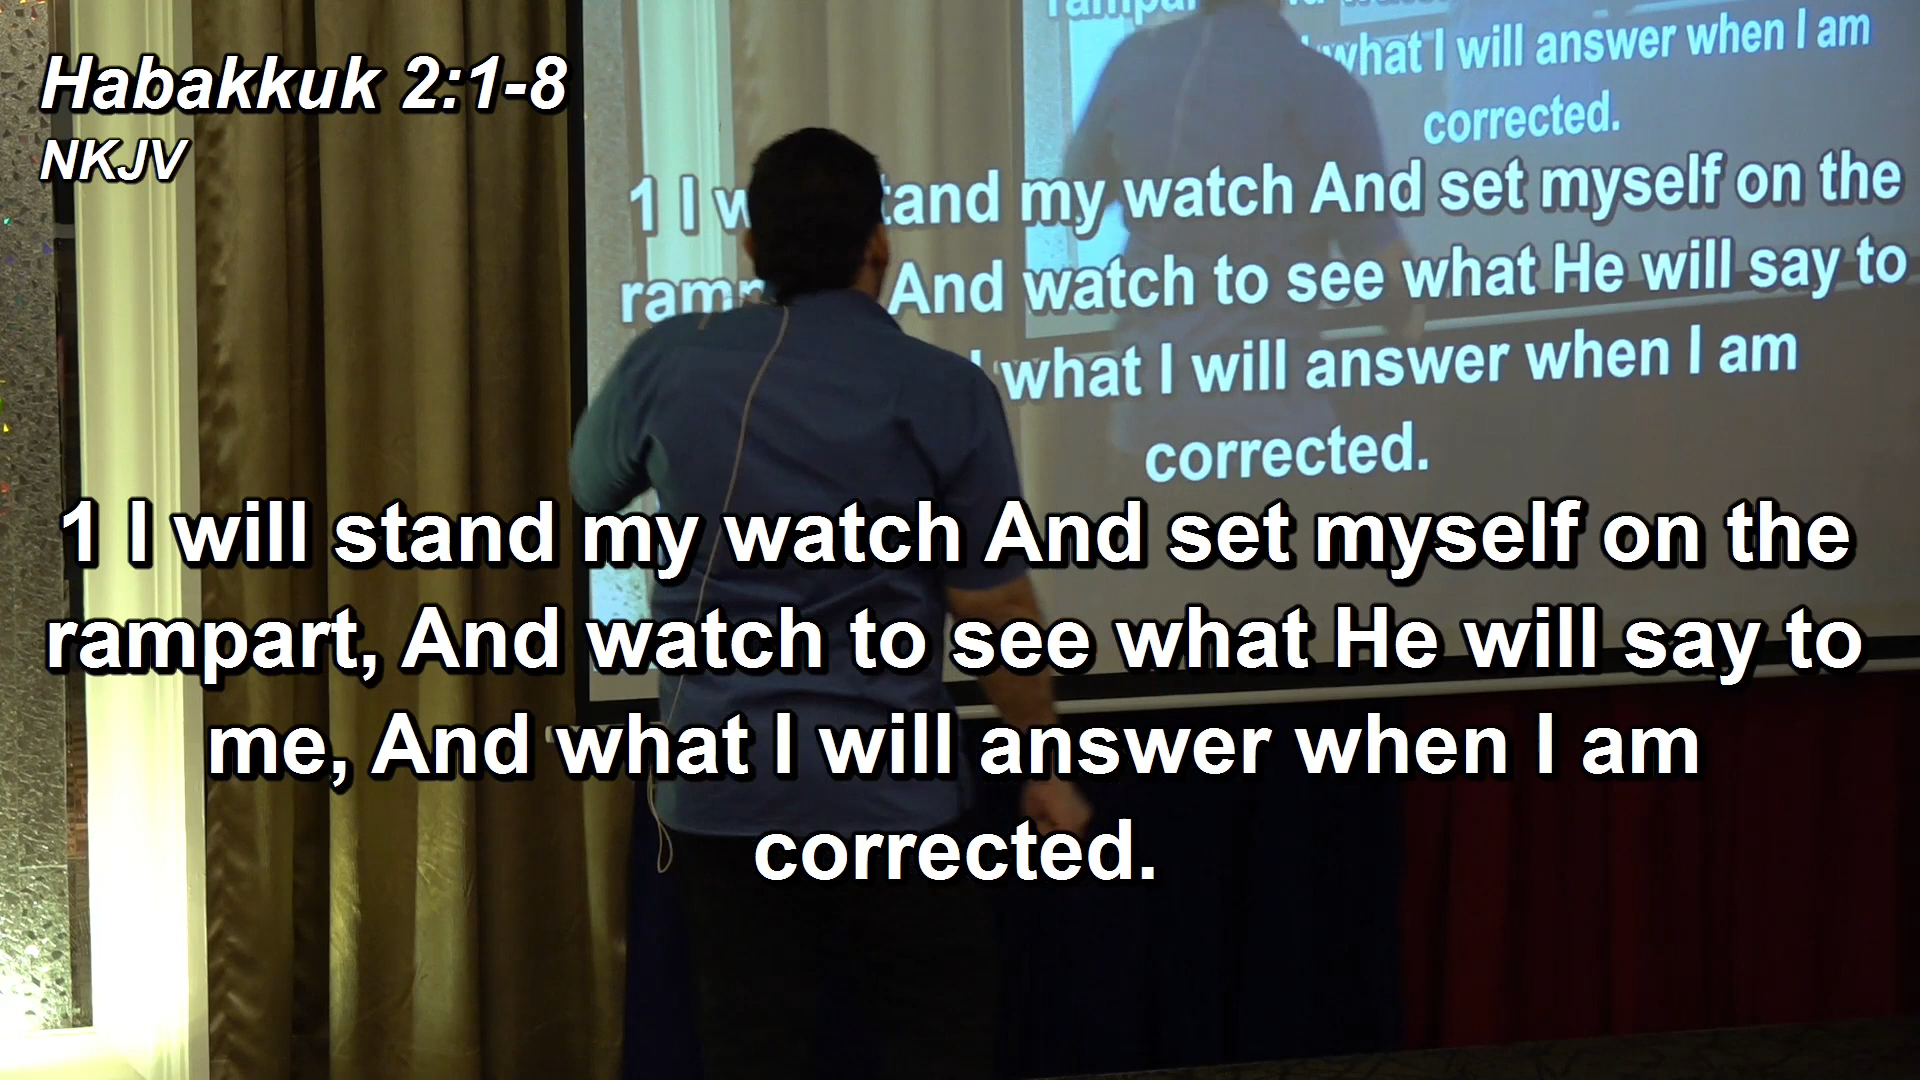 Habakkuk 2:1-8
NKJV
what I will answer when I am
corrected.
1 I stand my watch And set myself on the
And watch to see what He will say to
what I will answer when I am
corrected.
1 I will stand my watch And set myself on the
rampart, And watch to see what He will say to
me, And what I will answer when I am
corrected.